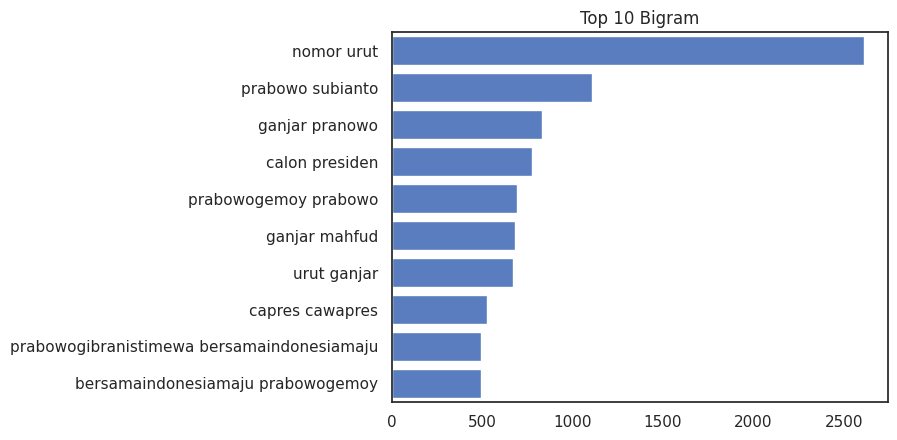 Top 10 Bigram
nomor urut
prabowo subianto
ganjar pranowo
calon presiden
prabowogemoy prabowo
ganjar mahfud
urut ganjar
capres cawapres
prabowogibranistimewa bersamaindonesiamaju
bersamaindonesiamaju prabowogemoy
0 500 1000 1500 2000 2500